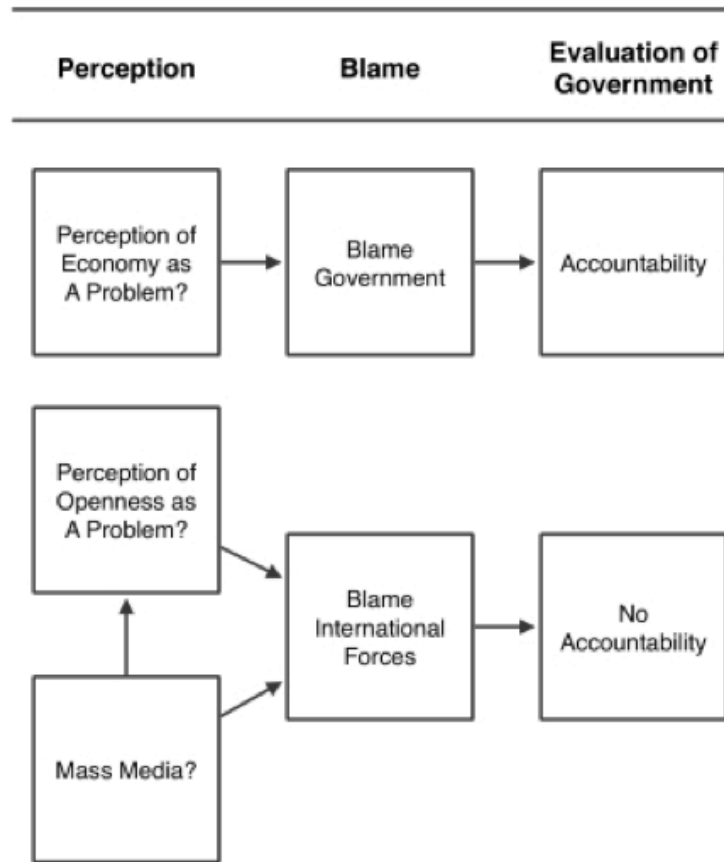 Perception
Blame
Evaluation of
Government
Perception of
Economy as
A Problem?
Blame
Government
Accountability
Perception of
Openness as
A Problem?
Blame
International
Forces
No
Accountability
Mass Media?